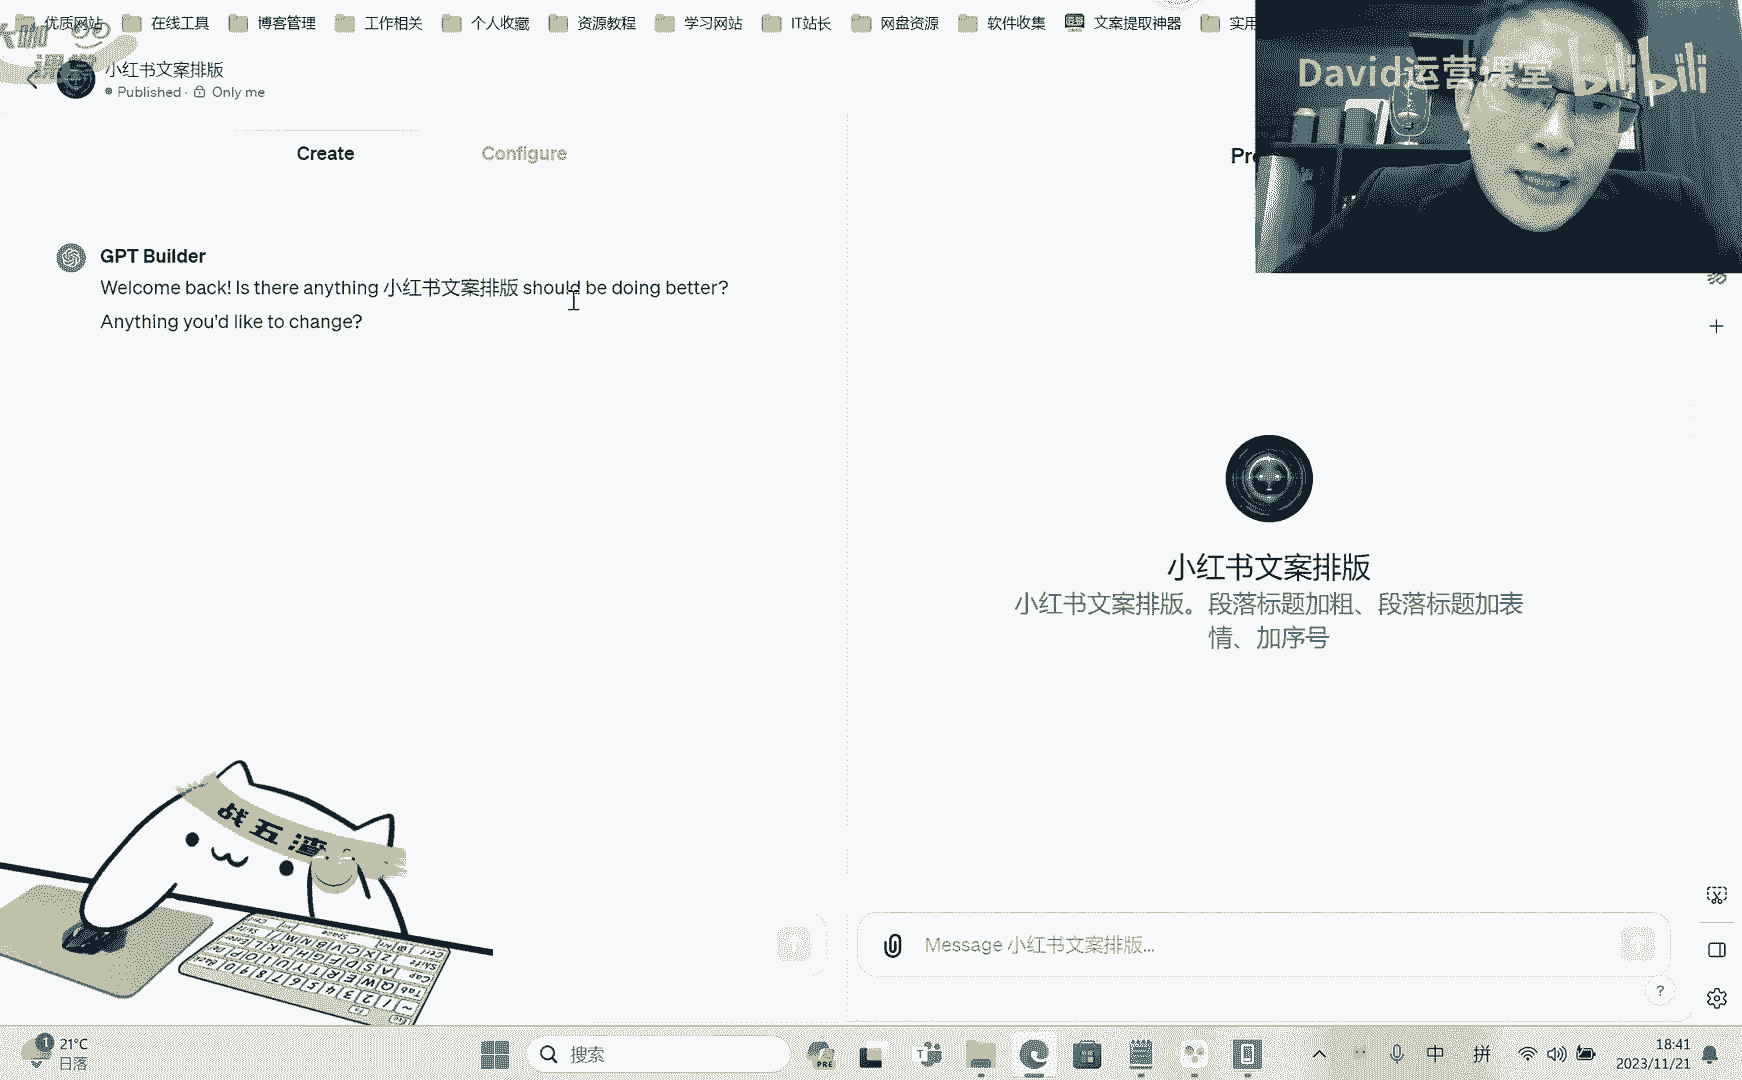 优质网站 在线工具 博客管理 工作相关 个人收藏 资源教程 学习网站 IT站长 网盘资源 软件收集 文案提取神器 实用
课堂
小红书文案排版
Published · Only me
David运营课堂 bilibili
Create Configure
Pre
GPT Builder
Welcome back! Is there anything 小红书文案排版 should be doing better?
Anything you'd like to change?
小红书文案排版
小红书文案排版。段落标题加粗、段落标题加表
情、加序号
战五渣
Message 小红书文案排版...
?
1 21°C
日落
搜索
PRE
中 拼
18:41
2023/11/21